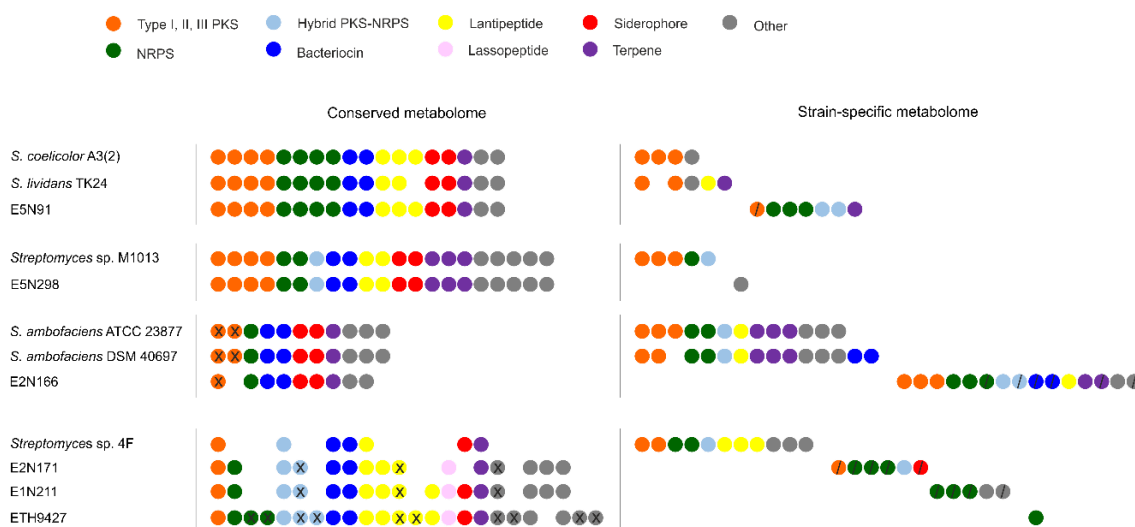 Type I, II, III PKS Hybrid PKS-NRPS Lantipeptide Siderophore Other
NRPS Bacteriocin Lassopeptide Terpene
Conserved metabolome Strain-specific metabolome
S. coelicolor A3(2)
S. lividans TK24
E5N91 /
Streptomyces sp. M1013
E5N298
S. ambofaciens ATCC 23877 X X
S. ambofaciens DSM 40697 X X
E2N166 X / / / / /
Streptomyces sp. 4F
E2N171 X X X / / / / /
E1N211 X X X / / / /
ETH9427 X X X X X X X X X X